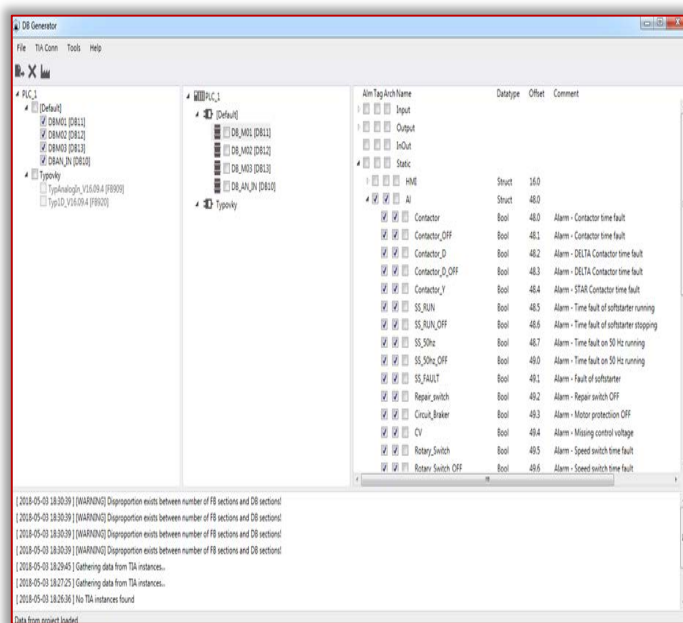 DB Generator
File TIA Conn Tools Help
PLC_1
[Default]
DBM01 [DB11]
DBM02 [DB12]
DBM03 [DB13]
DBAN_IN [DB10]
Typovky
TypAnalogIn_V16.09.4 [FB909]
Typ1D_V16.09.4 [FB920]
PLC_1
[Default]
DB_M01 [DB11]
DB_M02 [DB12]
DB_M03 [DB13]
DB_AN_IN [DB10]
Typovky
Alm Tag Arch Name Datatype Offset Comment
Input
Output
InOut
Static
HMI Struct 16.0
Al Struct 48.0
Contactor Bool 48.0 Alarm - Contactor time fault
Contactor_OFF Bool 48.1 Alarm - Contactor time fault
Contactor_D Bool 48.2 Alarm - DELTA Contactor time fault
Contactor_D_OFF Bool 48.3 Alarm - DELTA Contactor time fault
Contactor_Y Bool 48.4 Alarm - STAR Contactor time fault
SS_RUN Bool 48.5 Alarm - Time fault of softstarter running
SS_RUN_OFF Bool 48.6 Alarm - Time fault of softstarter stopping
SS_50hz Bool 48.7 Alarm - Time fault on 50 Hz running
SS_50hz_OFF Bool 49.0 Alarm - Time fault on 50 Hz running
SS_FAULT Bool 49.1 Alarm - Fault of softstarter
Repair_switch Bool 49.2 Alarm - Repair switch OFF
Circuit_Braker Bool 49.3 Alarm - Motor protection OFF
CV Bool 49.4 Alarm - Missing control voltage
Rotary_Switch Bool 49.5 Alarm - Speed switch time fault
Rotary_Switch_OFF Bool 49.6 Alarm - Speed switch time fault
[ 2018-05-03 18:30:39 ] [WARNING] Disproportion exists between number of FB sections and DB sections!
[ 2018-05-03 18:30:39 ] [WARNING] Disproportion exists between number of FB sections and DB sections!
[ 2018-05-03 18:30:39 ] [WARNING] Disproportion exists between number of FB sections and DB sections!
[ 2018-05-03 18:30:39 ] [WARNING] Disproportion exists between number of FB sections and DB sections!
[ 2018-05-03 18:29:45 ] Gathering data from TIA instances...
[ 2018-05-03 18:27:25 ] Gathering data from TIA instances...
[ 2018-05-03 18:26:36 ] No TIA instances found
Data from project loaded